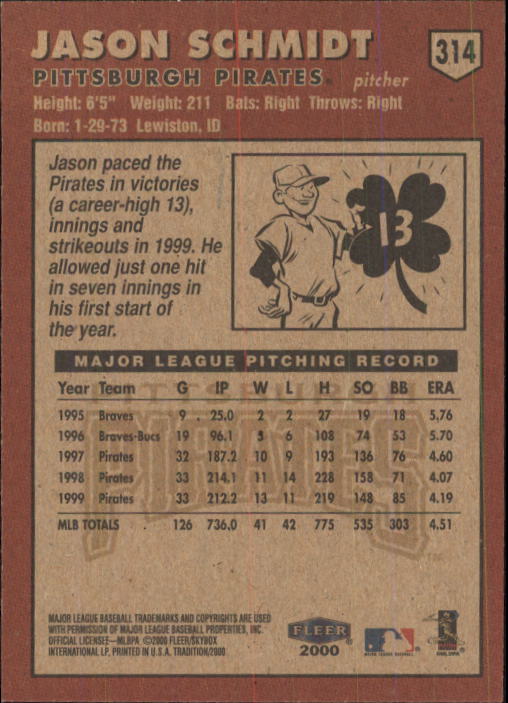 JASON SCHMIDT
314
PITTSBURGH PIRATES pitcher
Height: 6'5" Weight: 211 Bats: Right Throws: Right
Born: 1-29-73 Lewiston, ID
Jason paced the
Pirates in victories
(a career-high 13),
innings and
strikeouts in 1999. He
allowed just one hit
in seven innings in
his first start of
the year.
13
MAJOR LEAGUE PITCHING RECORD
Year Team G IP W L H SO BB ERA
1995 Braves 9 25.0 2 2 27 19 18 5.76
1996 Braves-Bucs 19 96.1 5 6 108 74 53 5.70
1997 Pirates 32 187.2 10 9 193 136 76 4.60
1998 Pirates 33 214.1 11 14 228 158 71 4.07
1999 Pirates 33 212.2 13 11 219 148 85 4.19
MLB TOTALS 126 736.0 41 42 775 535 303 4.51
PITTSBURGH
PIRATES
MAJOR LEAGUE BASEBALL TRADEMARKS AND COPYRIGHTS ARE USED
WITH PERMISSION OF MAJOR LEAGUE BASEBALL PROPERTIES, INC.
OFFICIAL LICENSEE—MLBPA ©2000 FLEER/SKYBOX
INTERNATIONAL LP. PRINTED IN U.S.A. TRADITION/2000
FLEER
2000